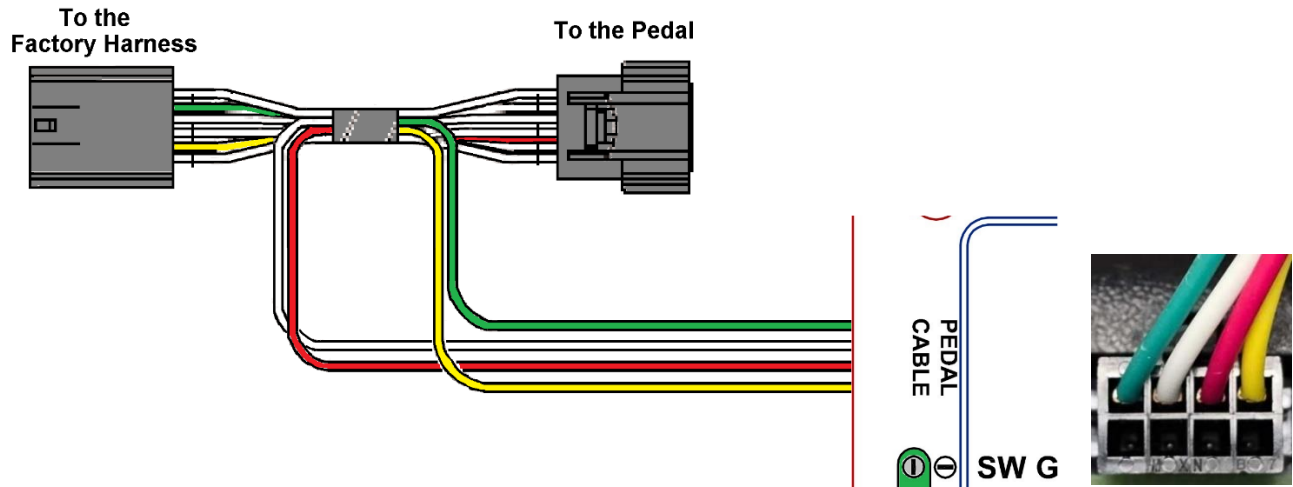 To the
Factory Harness
To the Pedal
PEDAL
CABLE
SW G